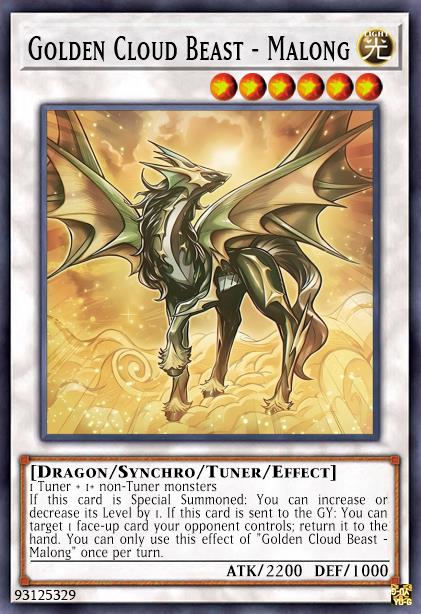 Golden Cloud Beast - Malong
LIGHT
光
[Dragon/Synchro/Tuner/Effect]
1 Tuner + 1+ non-Tuner monsters
If this card is Special Summoned: You can increase or
decrease its Level by 1. If this card is sent to the GY: You can
target 1 face-up card your opponent controls; return it to the
hand. You can only use this effect of "Golden Cloud Beast -
Malong" once per turn.
ATK/2200 DEF/1000
93125329